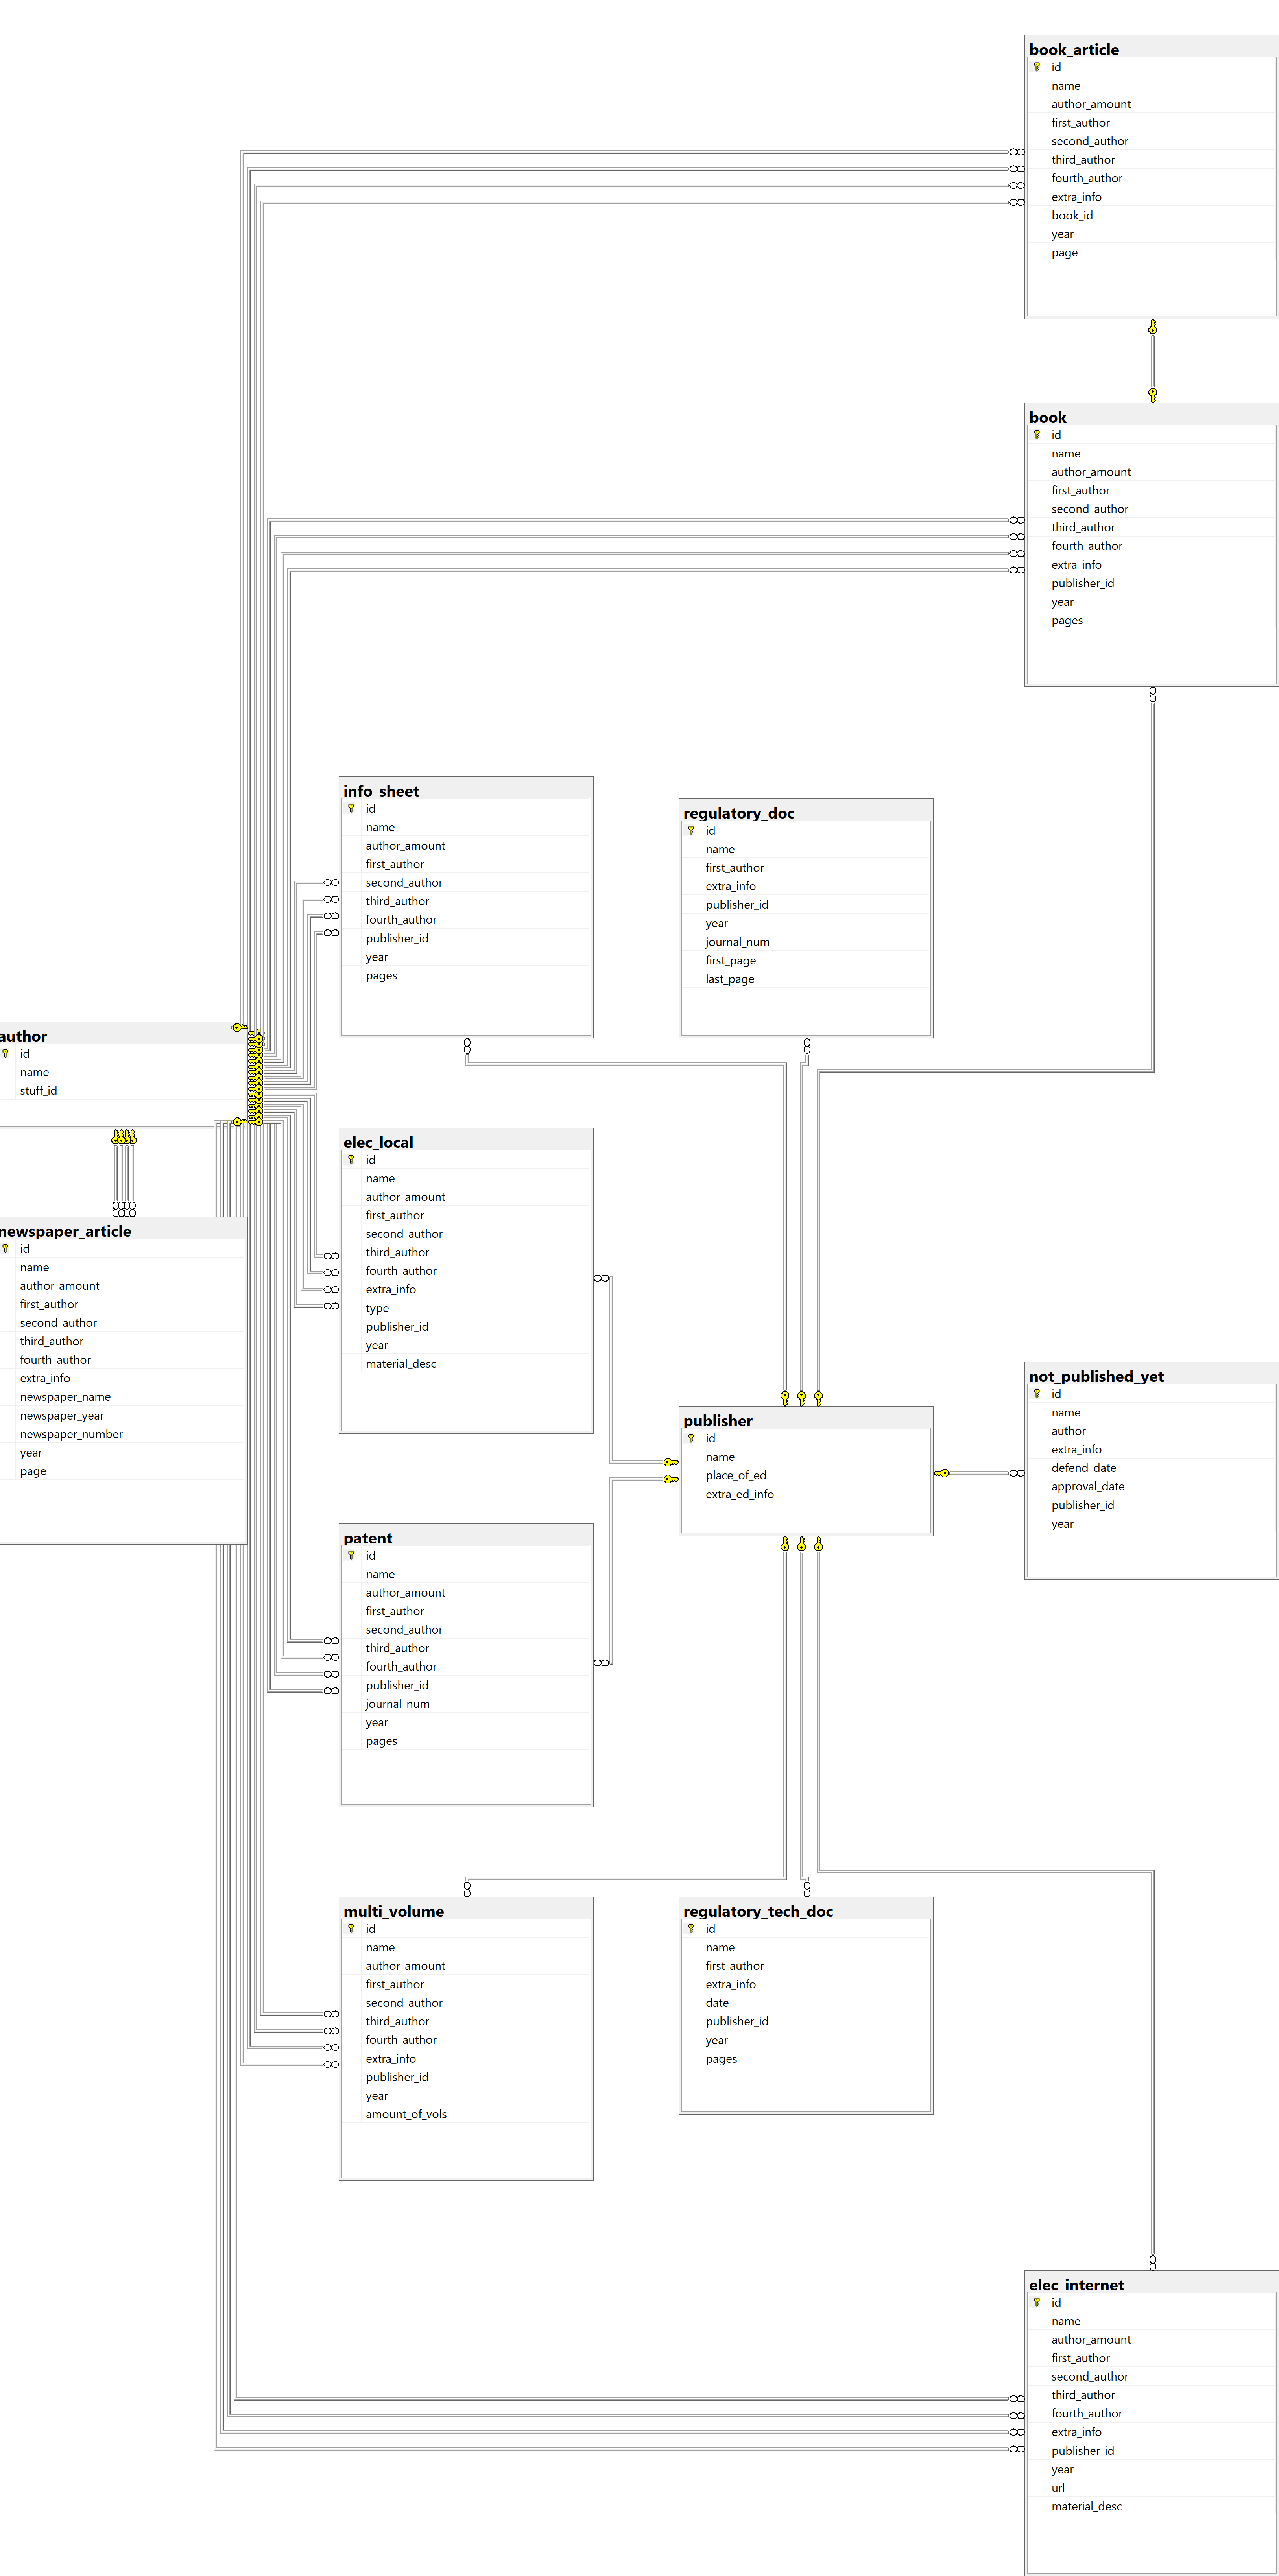 book_article
id
name
author_amount
first_author
second_author
third_author
fourth_author
extra_info
book_id
year
page
book
id
name
author_amount
first_author
second_author
third_author
fourth_author
extra_info
publisher_id
year
pages
info_sheet
id
name
author_amount
first_author
second_author
third_author
fourth_author
publisher_id
year
pages
regulatory_doc
id
name
first_author
extra_info
publisher_id
year
journal_num
first_page
last_page
author
id
name
stuff_id
elec_local
id
name
author_amount
first_author
second_author
third_author
fourth_author
extra_info
type
publisher_id
year
material_desc
newspaper_article
id
name
author_amount
first_author
second_author
third_author
fourth_author
extra_info
newspaper_name
newspaper_year
newspaper_number
year
page
not_published_yet
id
name
author
extra_info
defend_date
approval_date
publisher_id
year
publisher
id
name
place_of_ed
extra_ed_info
patent
id
name
author_amount
first_author
second_author
third_author
fourth_author
publisher_id
journal_num
year
pages
multi_volume
id
name
author_amount
first_author
second_author
third_author
fourth_author
extra_info
publisher_id
year
amount_of_vols
regulatory_tech_doc
id
name
first_author
extra_info
date
publisher_id
year
pages
elec_internet
id
name
author_amount
first_author
second_author
third_author
fourth_author
extra_info
publisher_id
year
url
material_desc